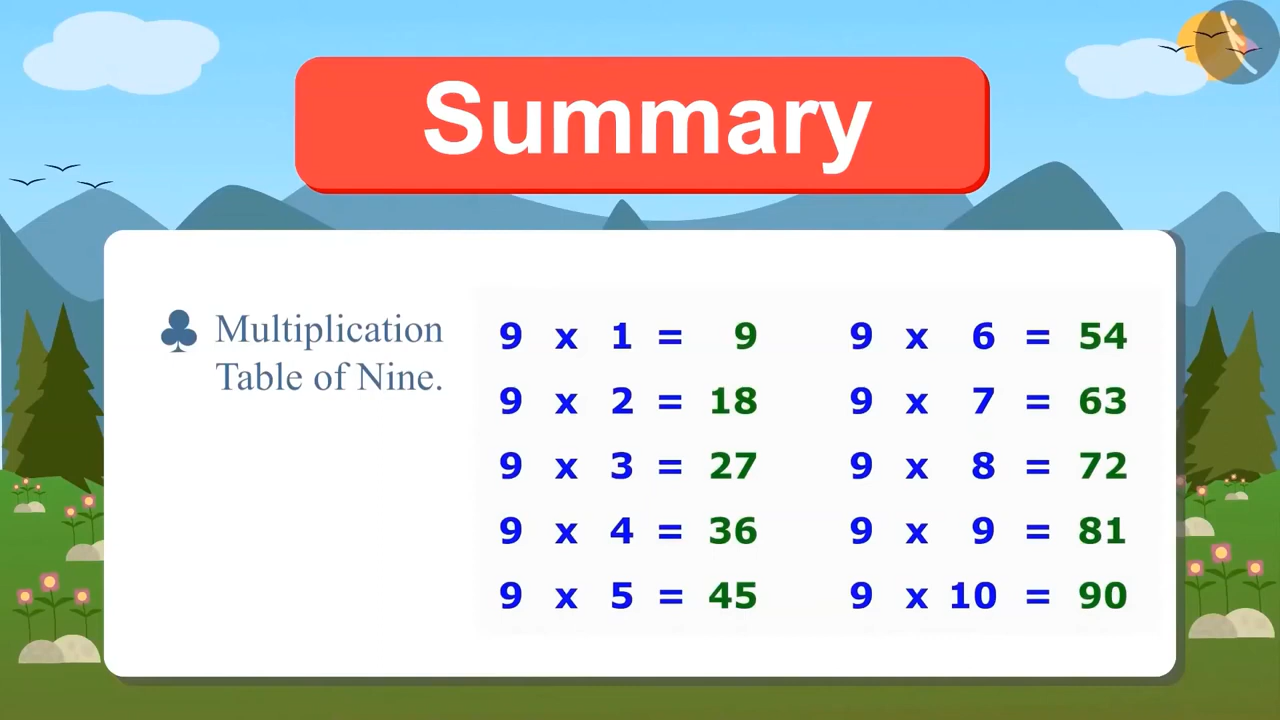 Summary
Multiplication
Table of Nine.
9 x 1 = 9
9 x 2 = 18
9 x 3 = 27
9 x 4 = 36
9 x 5 = 45
9 x 6 = 54
9 x 7 = 63
9 x 8 = 72
9 x 9 = 81
9 x 10 = 90